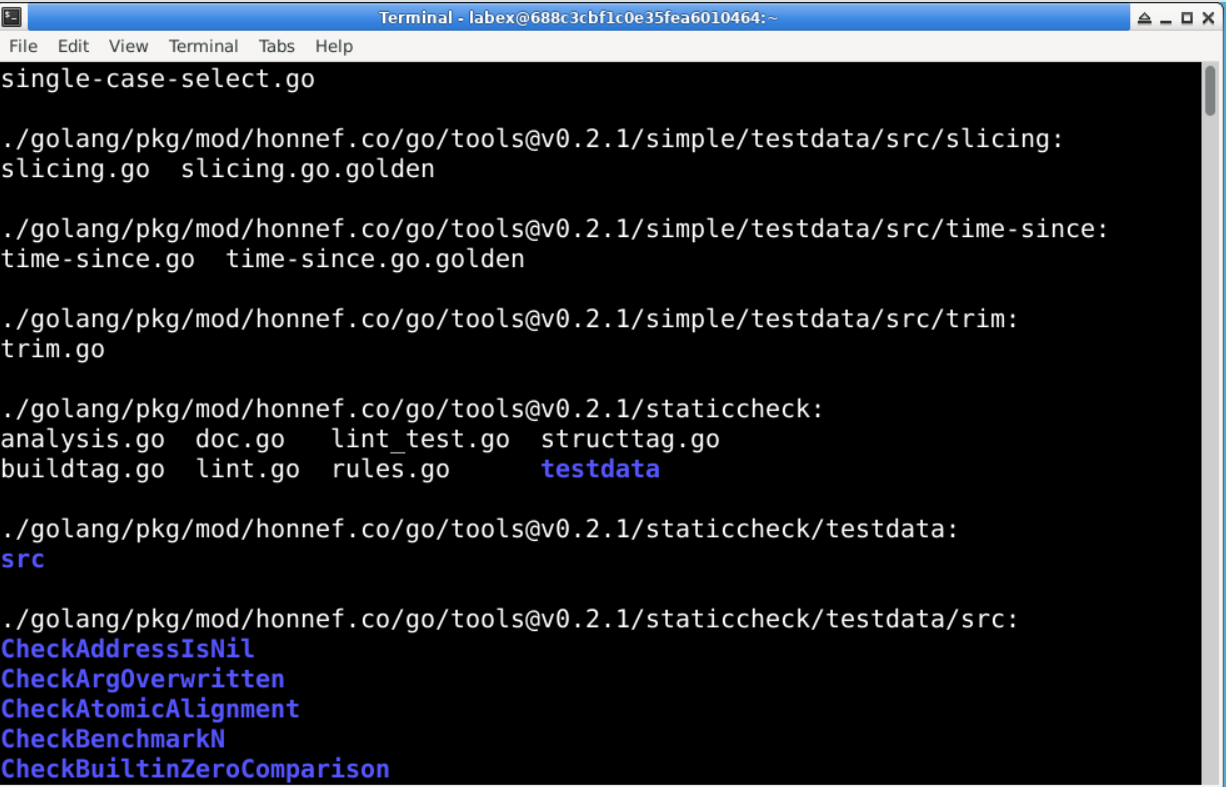 Terminal - labex@688c3cbf1c0e35fea6010464:~
File Edit View Terminal Tabs Help
single-case-select.go
./golang/pkg/mod/honnef.co/go/tools@v0.2.1/simple/testdata/src/slicing:
slicing.go  slicing.go.golden
./golang/pkg/mod/honnef.co/go/tools@v0.2.1/simple/testdata/src/time-since:
time-since.go  time-since.go.golden
./golang/pkg/mod/honnef.co/go/tools@v0.2.1/simple/testdata/src/trim:
trim.go
./golang/pkg/mod/honnef.co/go/tools@v0.2.1/staticcheck:
analysis.go  doc.go   lint_test.go  structtag.go
buildtag.go  lint.go  rules.go      testdata
./golang/pkg/mod/honnef.co/go/tools@v0.2.1/staticcheck/testdata:
src
./golang/pkg/mod/honnef.co/go/tools@v0.2.1/staticcheck/testdata/src:
CheckAddressIsNil
CheckArgOverwritten
CheckAtomicAlignment
CheckBenchmarkN
CheckBuiltinZeroComparison